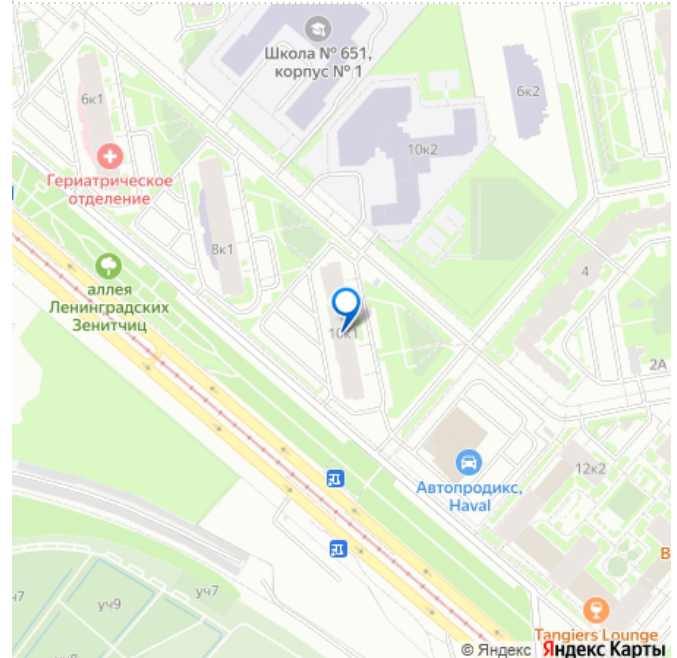 Школа № 651,
корпус № 1
6к1
6к2
10к2
Гериатрическое
отделение
8к1
аллея
Ленинградских
Зенитчиц
4
10к1
2А
12к2
Автопродикс,
Haval
В
уч7
уч9
Tangiers Lounge
© Яндекс Яндекс Карты